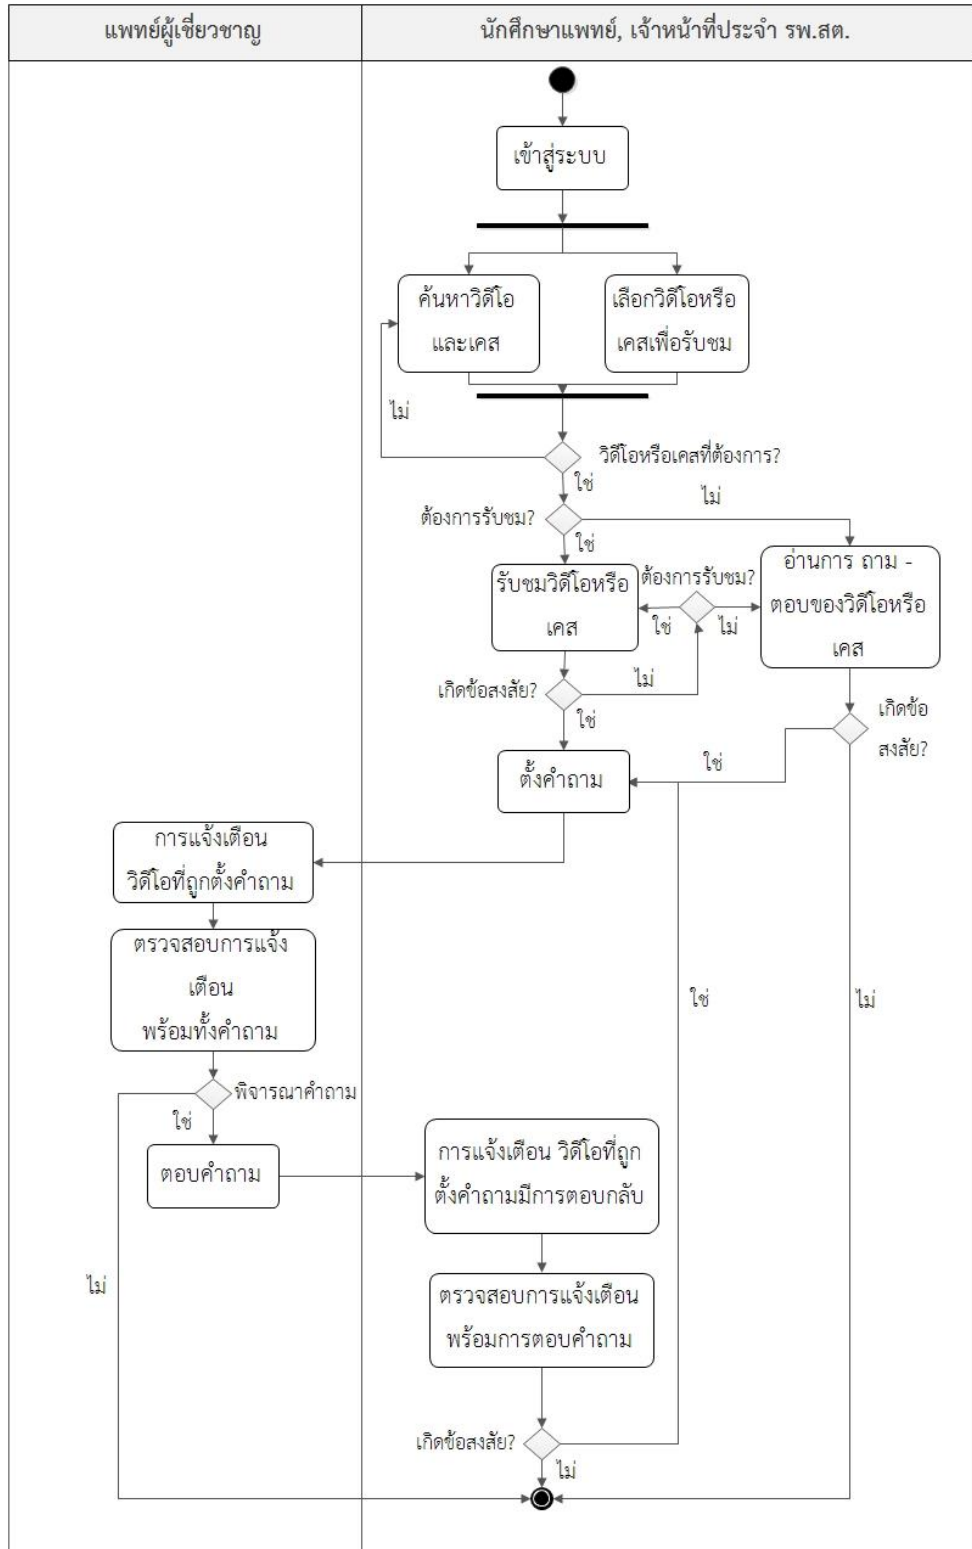 แพทย์ผู้เชี่ยวชาญ
นักศึกษาแพทย์, เจ้าหน้าที่ประจำ รพ.สต.
เข้าสู่ระบบ
ค้นหาวิดีโอ
และเคส
เลือกวิดีโอหรือ
เคสเพื่อรับชม
ไม่
วิดีโอหรือเคสที่ต้องการ?
ใช่
ไม่
ต้องการรับชม?
ใช่
อ่านการ ถาม -
ตอบของวิดีโอหรือ
เคส
รับชมวิดีโอหรือ
เคส
ต้องการรับชม?
ใช่
ไม่
เกิดข้อสงสัย?
ไม่
ใช่
เกิดข้อ
สงสัย?
ใช่
ตั้งคำถาม
การแจ้งเตือน
วิดีโอที่ถูกตั้งคำถาม
ตรวจสอบการแจ้ง
เตือน
พร้อมทั้งคำถาม
ใช่
ไม่
พิจารณาคำถาม
ใช่
ตอบคำถาม
การแจ้งเตือน วิดีโอที่ถูก
ตั้งคำถามมีการตอบกลับ
ไม่
ตรวจสอบการแจ้งเตือน
พร้อมการตอบคำถาม
เกิดข้อสงสัย?
ไม่